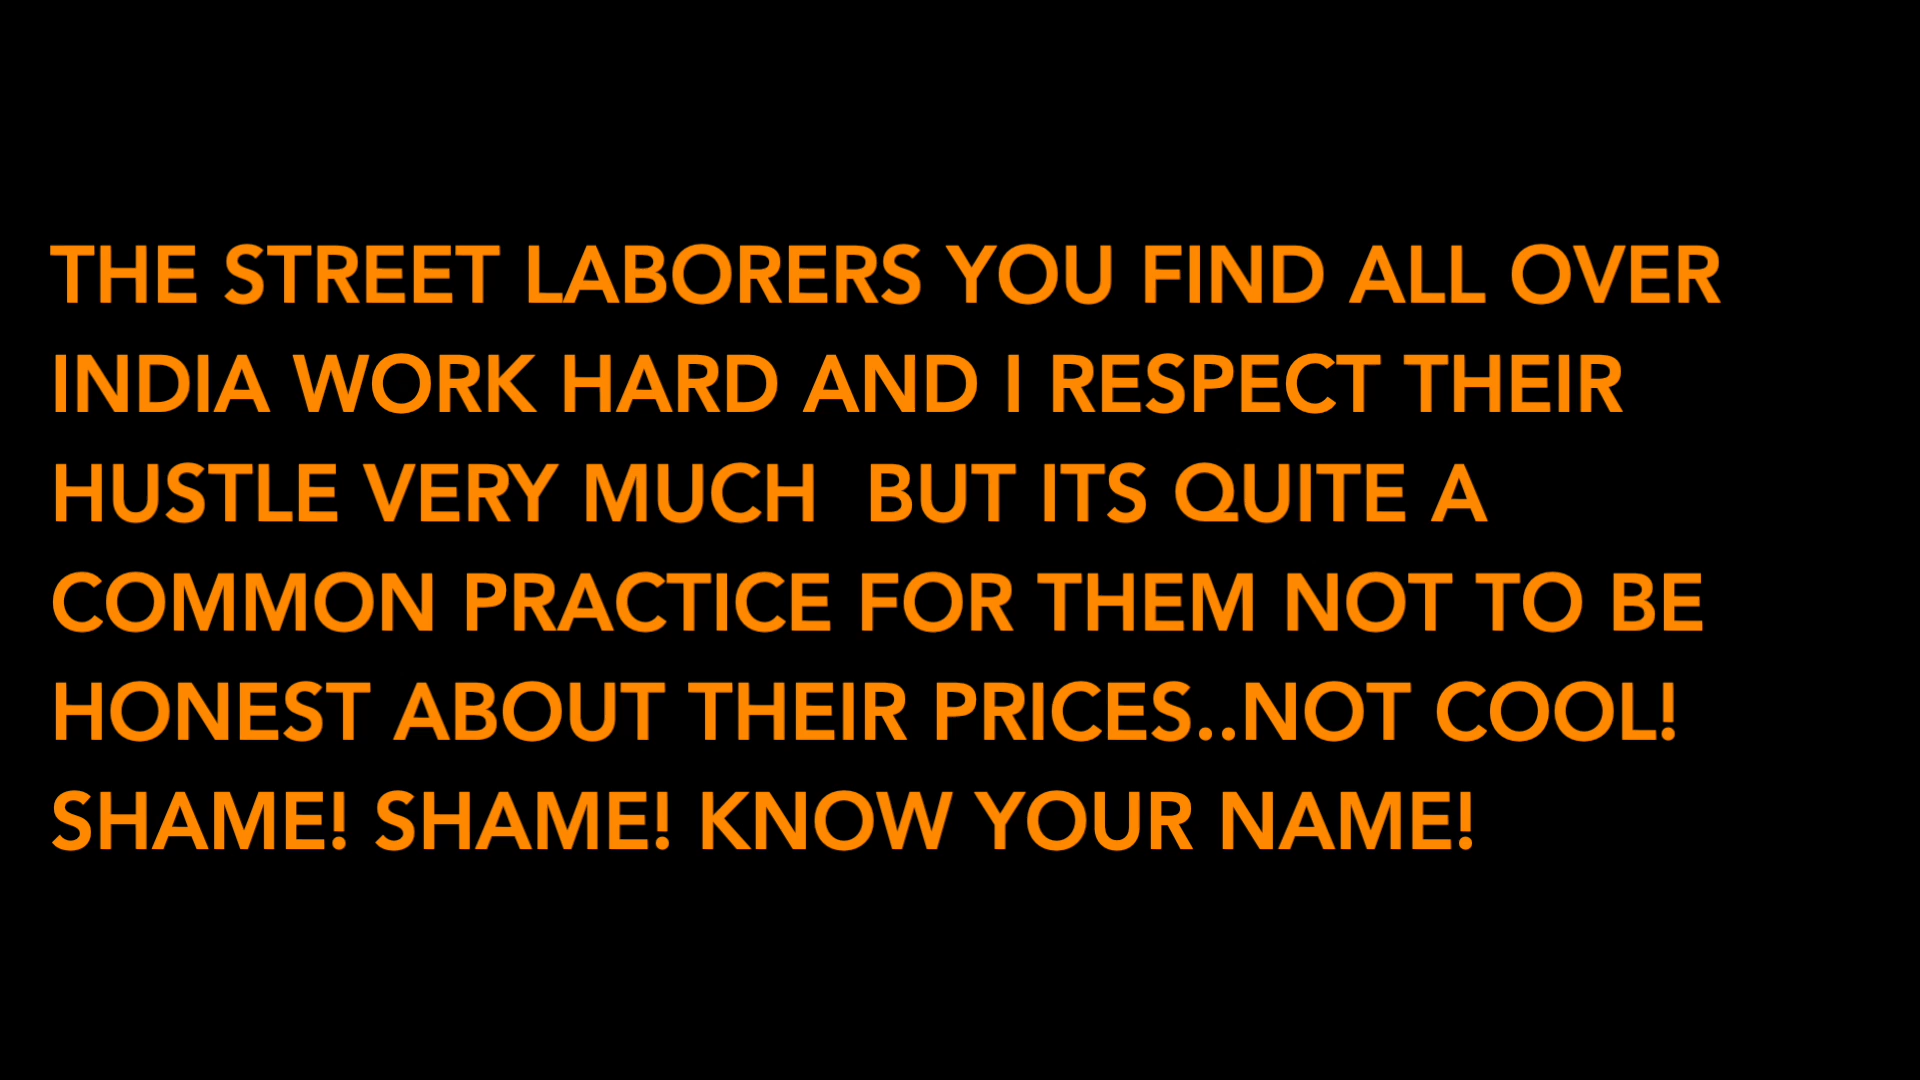 THE STREET LABORERS YOU FIND ALL OVER
INDIA WORK HARD AND I RESPECT THEIR
HUSTLE VERY MUCH  BUT ITS QUITE A
COMMON PRACTICE FOR THEM NOT TO BE
HONEST ABOUT THEIR PRICES..NOT COOL!
SHAME! SHAME! KNOW YOUR NAME!